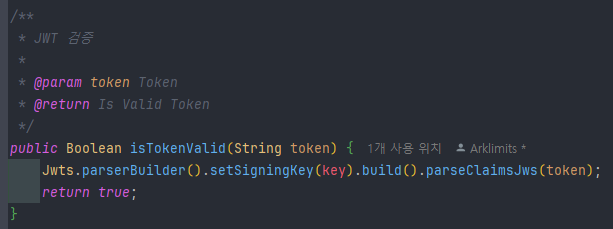 /**
 * JWT 검증
 *
 * @param token Token
 * @return Is Valid Token
 */
public Boolean isTokenValid(String token) { 1개 사용 위치 Arklimits *
    Jwts.parserBuilder().setSigningKey(key).build().parseClaimsJws(token);
    return true;
}